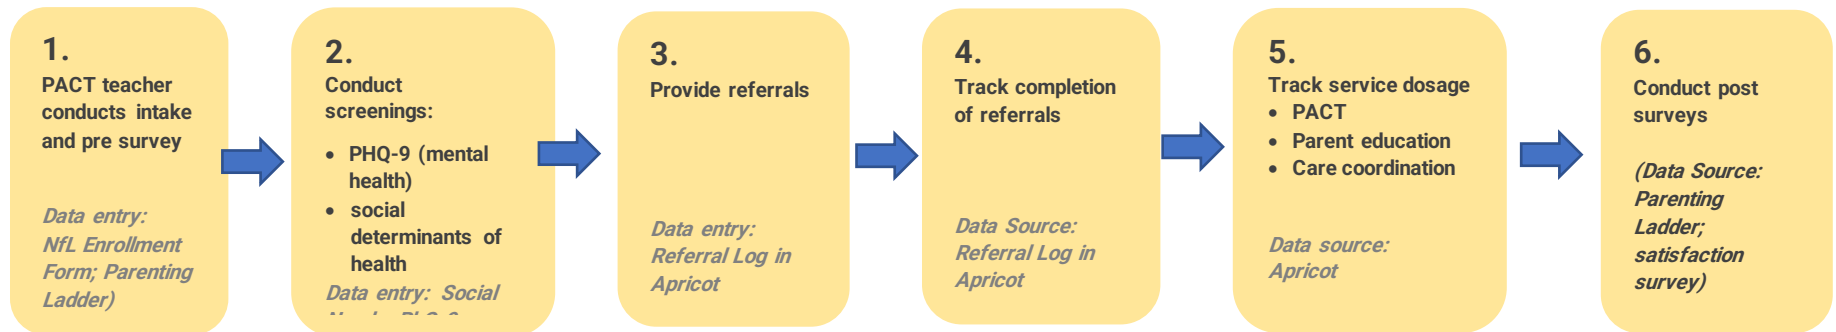 1.
PACT teacher
conducts intake
and pre survey
Data entry:
NfL Enrollment
Form; Parenting
Ladder)
2.
Conduct
screenings:
• PHQ-9 (mental
health)
• social
determinants of
health
Data entry: Social
3.
Provide referrals
Data entry:
Referral Log in
Apricot
4.
Track completion
of referrals
Data Source:
Referral Log in
Apricot
5.
Track service dosage
• PACT
• Parent education
• Care coordination
Data source:
Apricot
6.
Conduct post
surveys
(Data Source:
Parenting
Ladder;
satisfaction
survey)